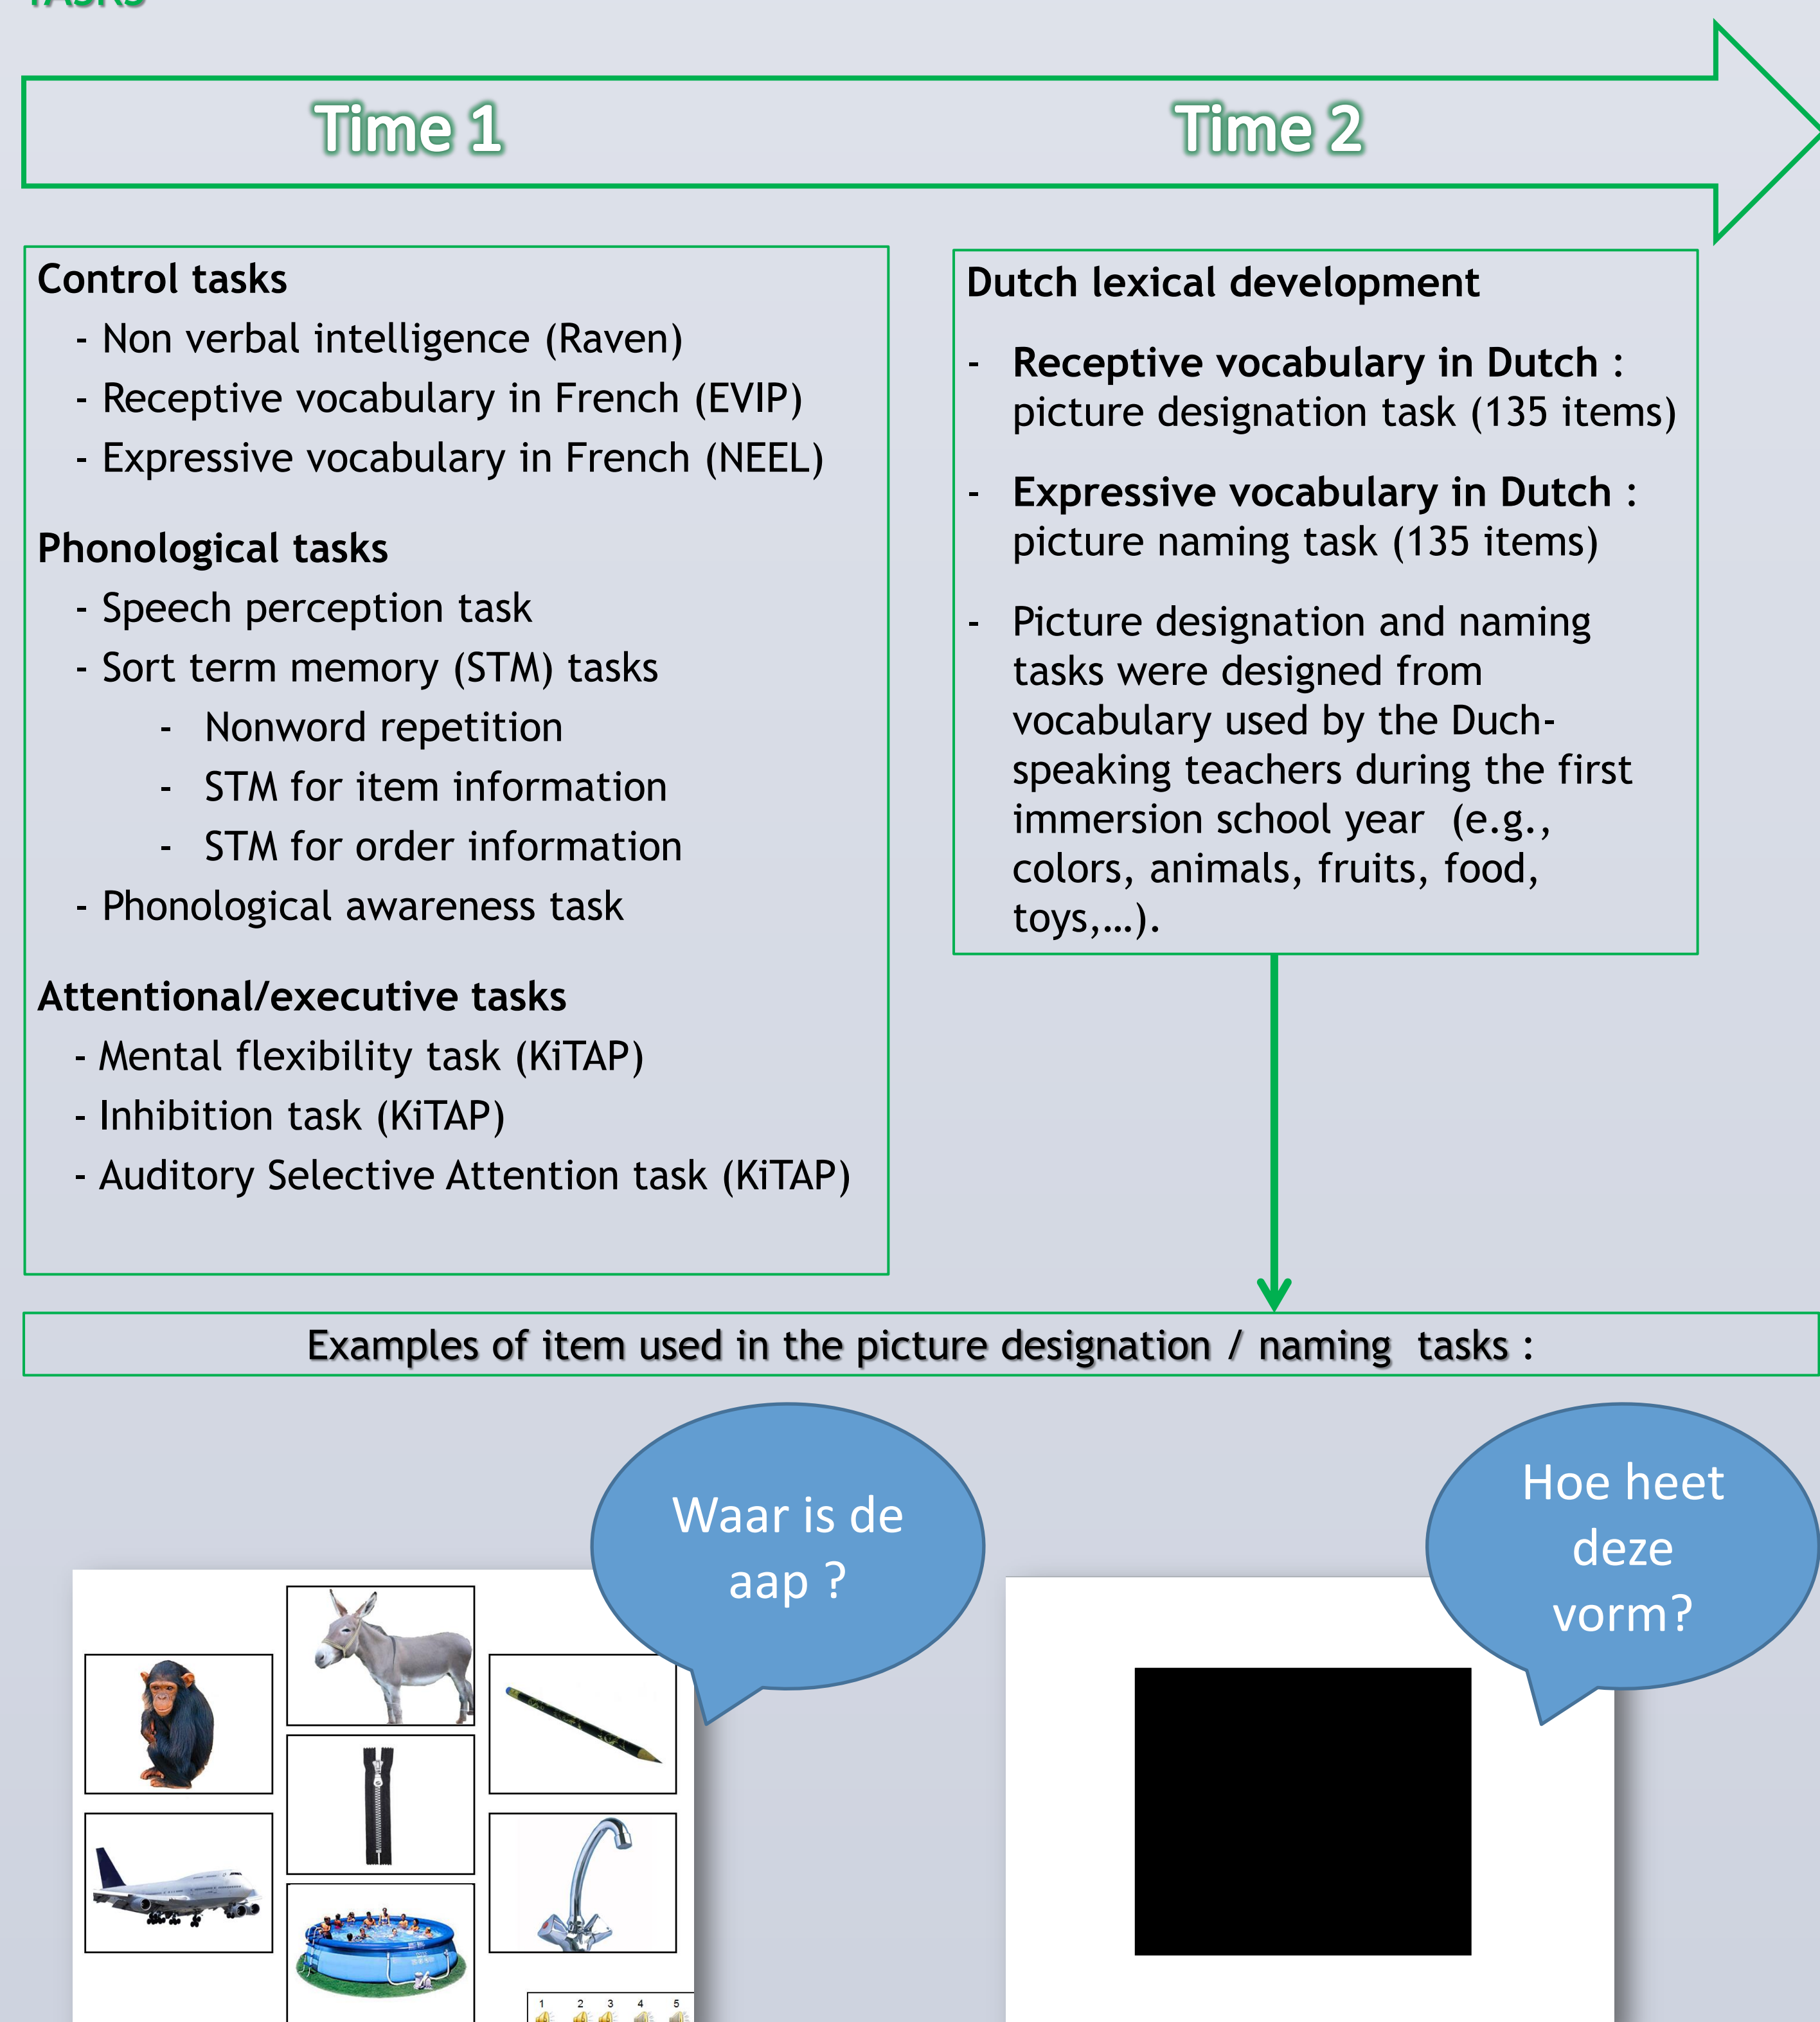 TASKS
Time 1
Time 2
Control tasks
- Non verbal intelligence (Raven)
- Receptive vocabulary in French (EVIP)
- Expressive vocabulary in French (NEEL)
Phonological tasks
- Speech perception task
- Sort term memory (STM) tasks
- Nonword repetition
- STM for item information
- STM for order information
- Phonological awareness task
Attentional/executive tasks
- Mental flexibility task (KiTAP)
- Inhibition task (KiTAP)
- Auditory Selective Attention task (KiTAP)
Dutch lexical development
- Receptive vocabulary in Dutch :
picture designation task (135 items)
- Expressive vocabulary in Dutch :
picture naming task (135 items)
- Picture designation and naming
tasks were designed from
vocabulary used by the Duch-
speaking teachers during the first
immersion school year (e.g.,
colors, animals, fruits, food,
toys,…).
Examples of item used in the picture designation / naming tasks :
Waar is de
aap ?
Hoe heet
deze
vorm?
1 2 3 4 5